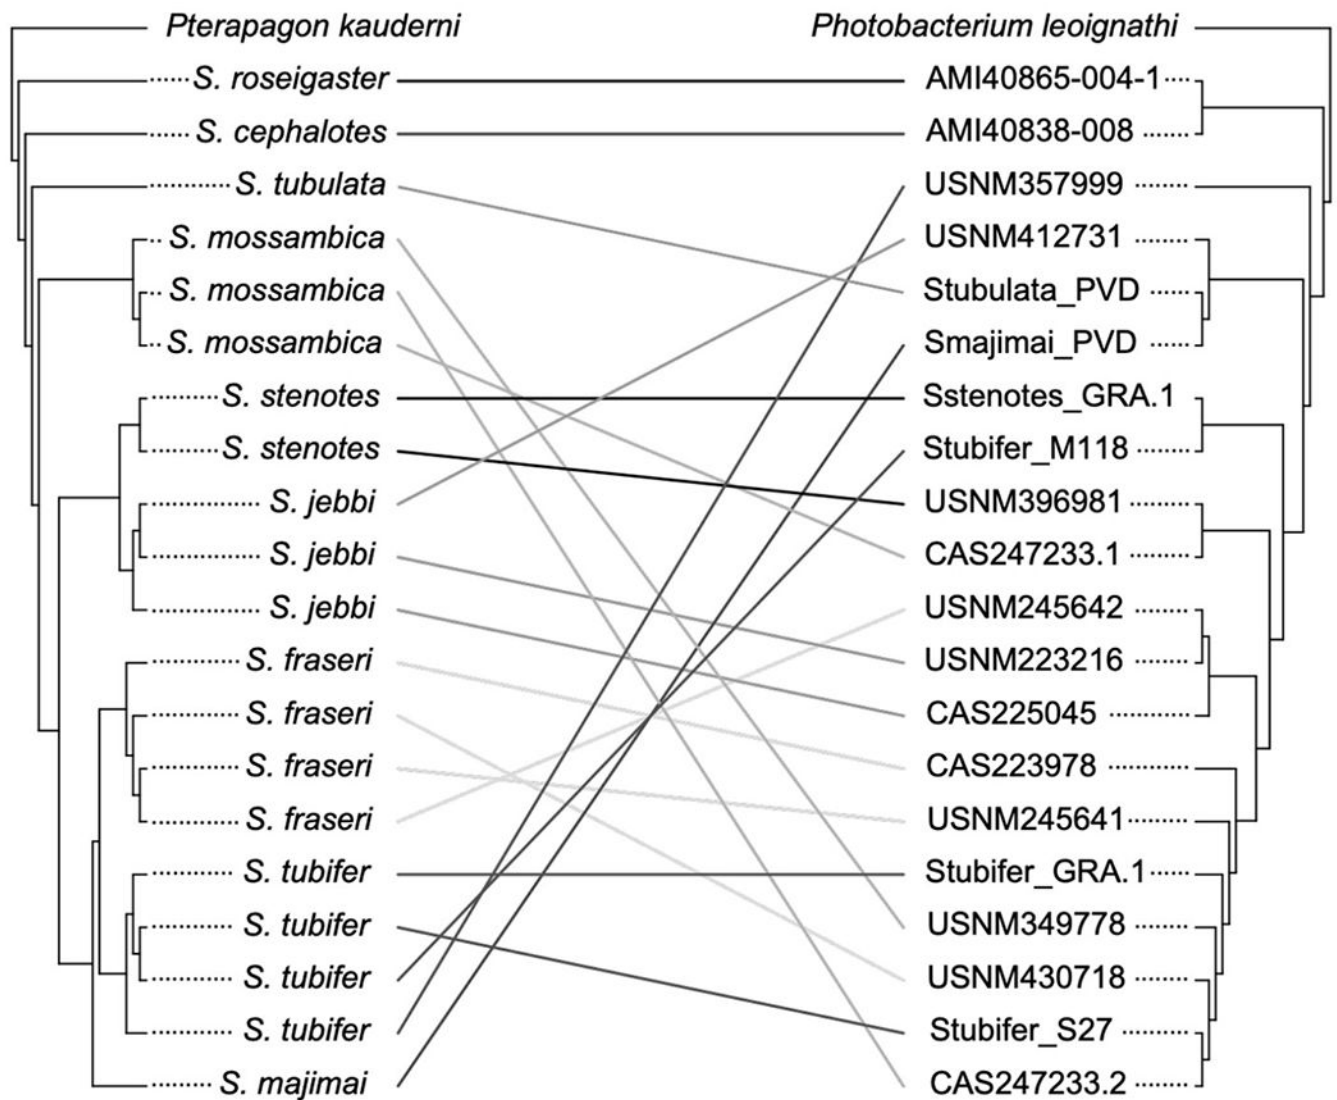 Pterapagon kauderni
Photobacterium leoignathi
S. roseigaster
AMI40865-004-1
S. cephalotes
AMI40838-008
S. tubulata
USNM357999
S. mossambica
USNM412731
S. mossambica
Stubulata_PVD
S. mossambica
Smajimai_PVD
S. stenotes
Sstenotes_GRA.1
S. stenotes
Stubifer_M118
S. jebbi
USNM396981
S. jebbi
CAS247233.1
S. jebbi
USNM245642
S. fraseri
USNM223216
S. fraseri
CAS225045
S. fraseri
CAS223978
S. fraseri
USNM245641
S. tubifer
Stubifer_GRA.1
S. tubifer
USNM349778
S. tubifer
USNM430718
S. tubifer
Stubifer_S27
S. majimai
CAS247233.2